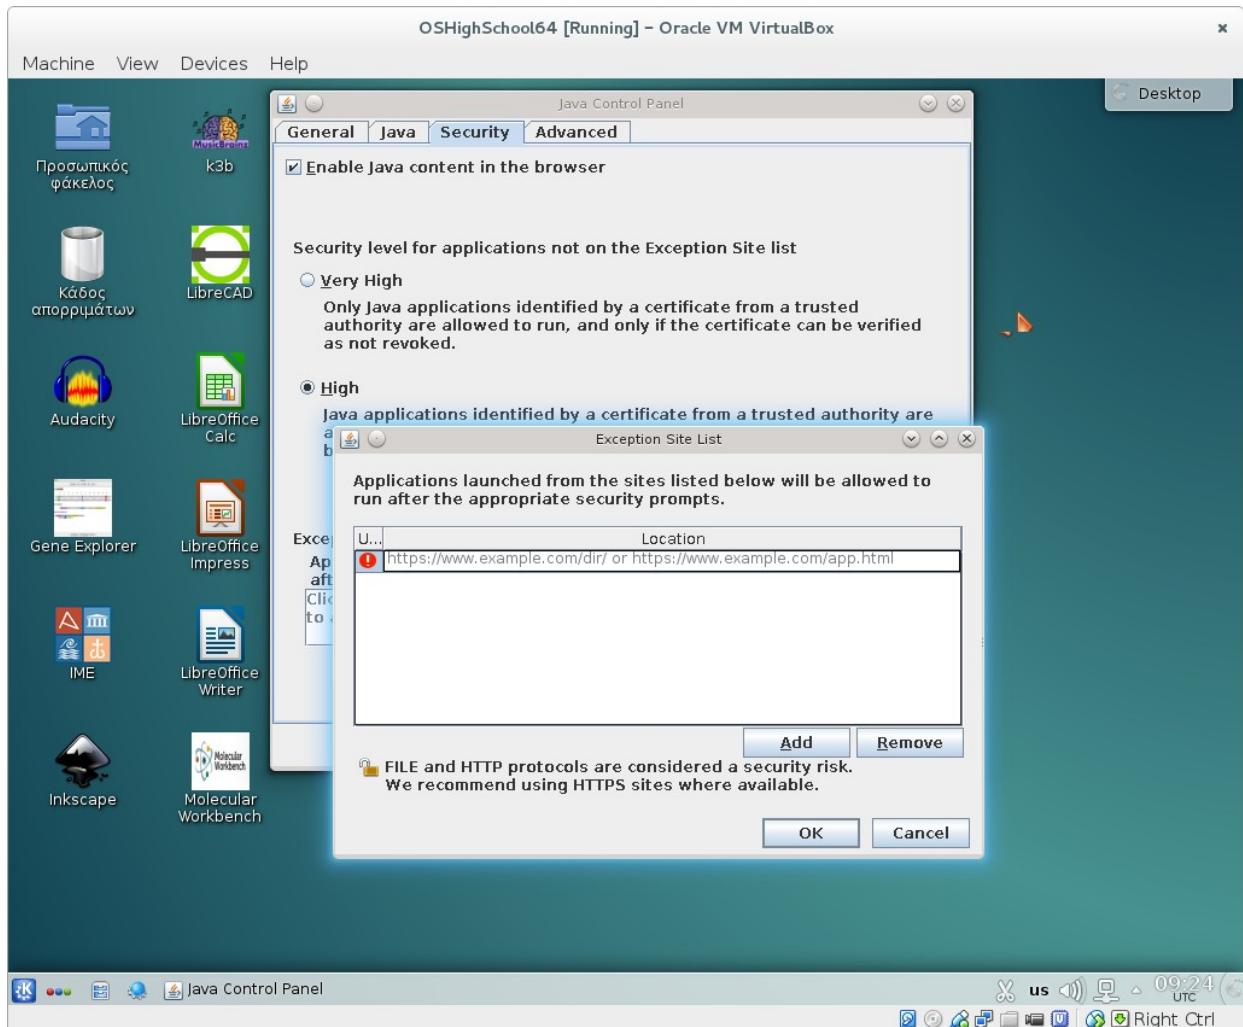 OSHighSchool64 [Running] – Oracle VM VirtualBox
Machine View Devices Help
Desktop
Προσωπικός
φάκελος
k3b
Κάδος
απορριμάτων
LibreCAD
Audacity
LibreOffice
Calc
Gene Explorer
LibreOffice
Impress
IME
LibreOffice
Writer
Inkscape
Molecular
Workbench
MusicBrainz
Molecular
Workbench
Java Control Panel
General Java Security Advanced
Enable Java content in the browser
Security level for applications not on the Exception Site list
Very High
Only Java applications identified by a certificate from a trusted
authority are allowed to run, and only if the certificate can be verified
as not revoked.
High
Java applications identified by a certificate from a trusted authority are
Exception Site List
Applications launched from the sites listed below will be allowed to
run after the appropriate security prompts.
U... Location
https://www.example.com/dir/ or https://www.example.com/app.html
to
Add Remove
FILE and HTTP protocols are considered a security risk.
We recommend using HTTPS sites where available.
OK Cancel
Java Control Panel
us
09:24
UTC
Right Ctrl